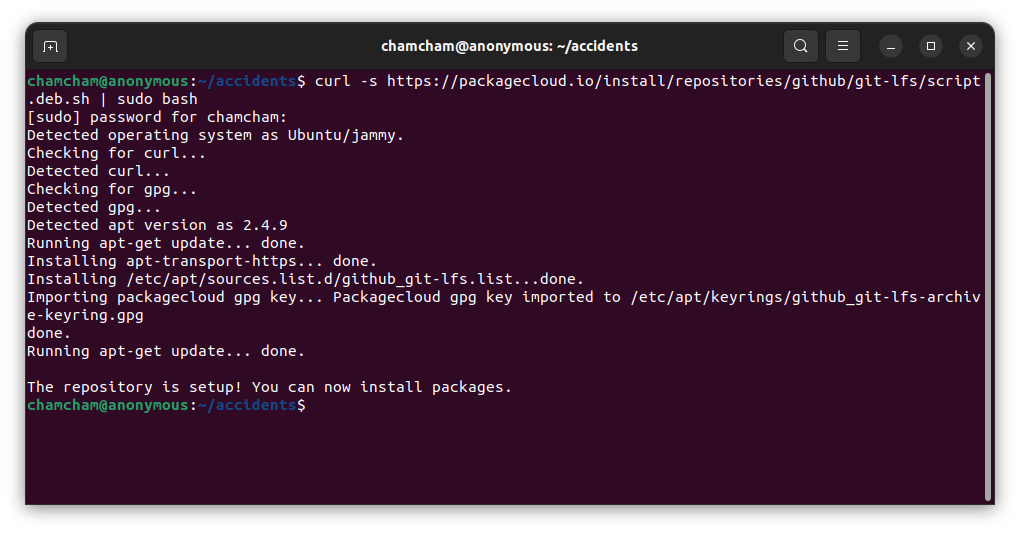 chamcham@anonymous: ~/accidents
chamcham@anonymous:~/accidents$ curl -s https://packagecloud.io/install/repositories/github/git-lfs/script
.deb.sh | sudo bash
[sudo] password for chamcham:
Detected operating system as Ubuntu/jammy.
Checking for curl...
Detected curl...
Checking for gpg...
Detected gpg...
Detected apt version as 2.4.9
Running apt-get update... done.
Installing apt-transport-https... done.
Installing /etc/apt/sources.list.d/github_git-lfs.list...done.
Importing packagecloud gpg key... Packagecloud gpg key imported to /etc/apt/keyrings/github_git-lfs-archiv
e-keyring.gpg
done.
Running apt-get update... done.
The repository is setup! You can now install packages.
chamcham@anonymous:~/accidents$